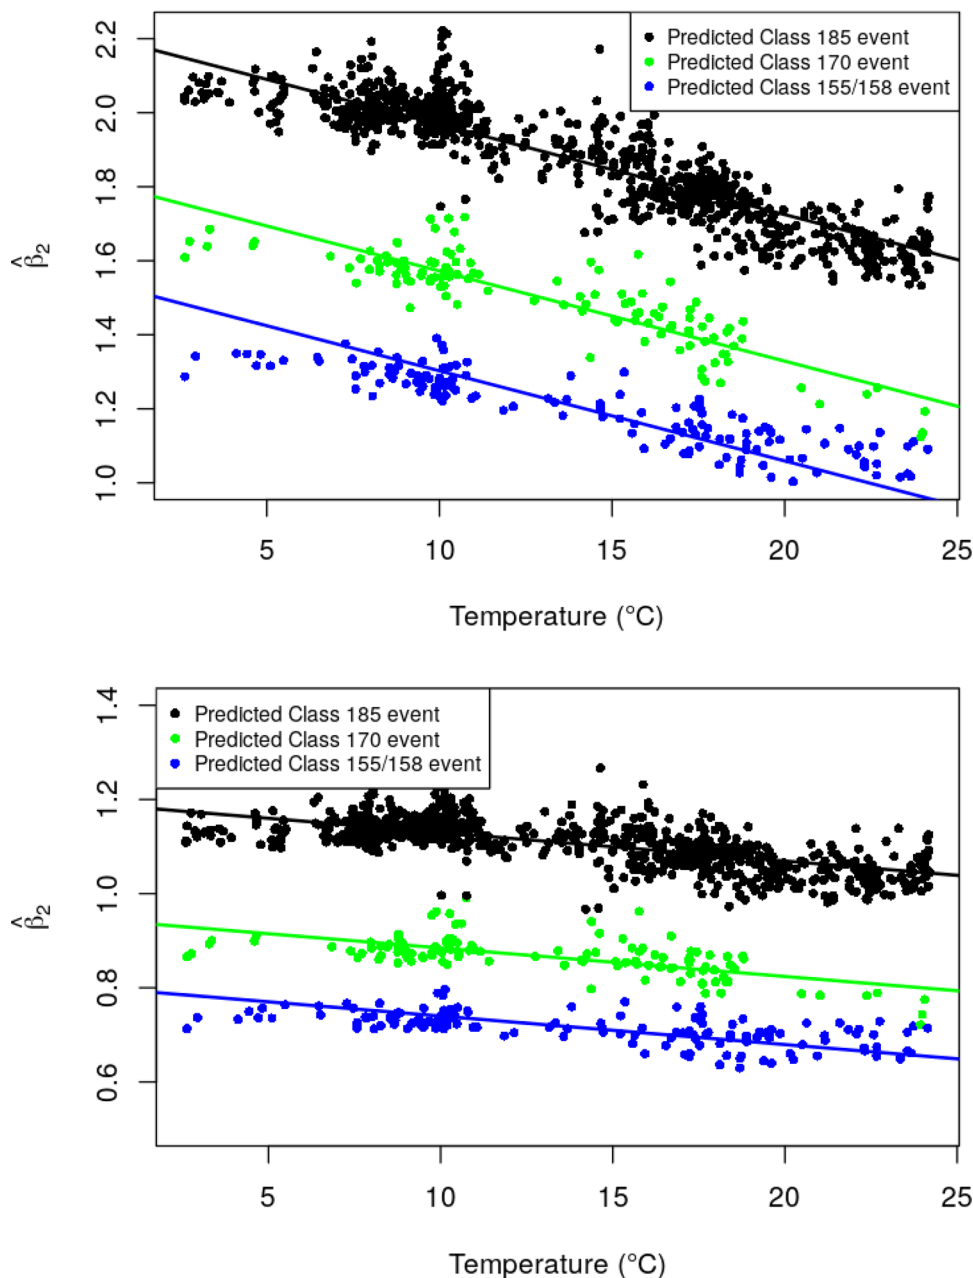 2.2
2.0
1.8
1.6
1.4
1.2
1.0
β̂2
Predicted Class 185 event
Predicted Class 170 event
Predicted Class 155/158 event
5 10 15 20 25
Temperature (°C)
1.4
1.2
1.0
0.8
0.6
β̂2
Predicted Class 185 event
Predicted Class 170 event
Predicted Class 155/158 event
5 10 15 20 25
Temperature (°C)